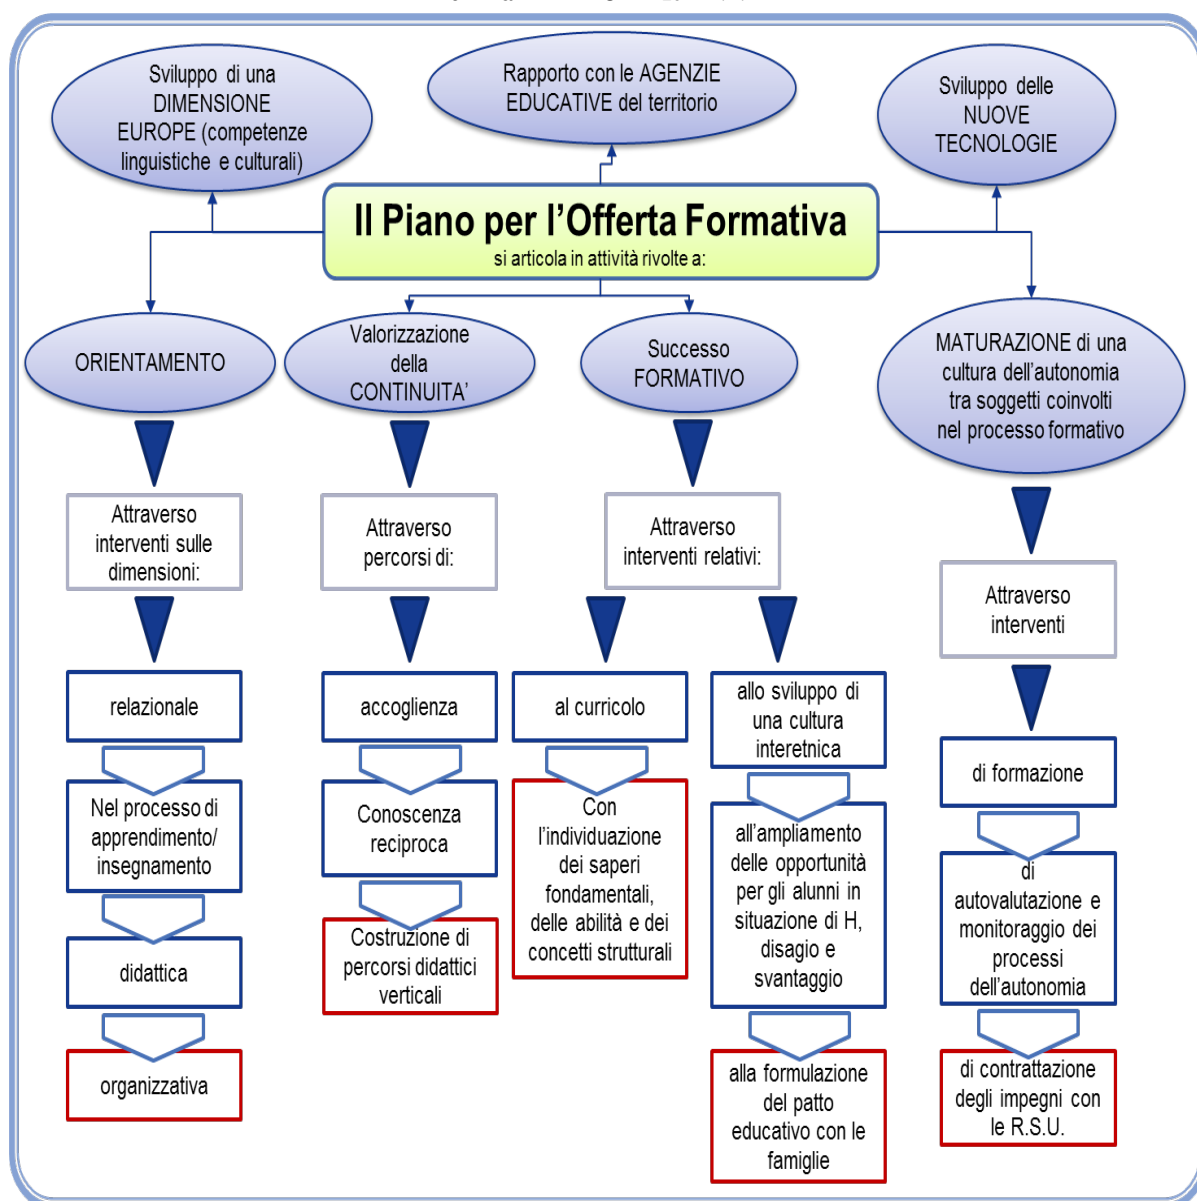 Sviluppo di una
DIMENSIONE
EUROPE (competenze
linguistiche e culturali)
Rapporto con le AGENZIE
EDUCATIVE del territorio
Sviluppo delle
NUOVE
TECNOLOGIE
Il Piano per l’Offerta Formativa
si articola in attività rivolte a:
ORIENTAMENTO
Valorizzazione
della
CONTINUITA’
Successo
FORMATIVO
MATURAZIONE di una
cultura dell’autonomia
tra soggetti coinvolti
nel processo formativo
Attraverso
interventi sulle
dimensioni:
Attraverso
percorsi di:
Attraverso
interventi relativi:
Attraverso
interventi
relazionale
Nel processo di
apprendimento/
insegnamento
didattica
organizzativa
accoglienza
Conoscenza
reciproca
Costruzione di
percorsi didattici
verticali
al curricolo
Con
l’individuazione
dei saperi
fondamentali,
delle abilità e dei
concetti strutturali
allo sviluppo di
una cultura
interetnica
all’ampliamento
delle opportunità
per gli alunni in
situazione di H,
disagio e
svantaggio
alla formulazione
del patto
educativo con le
famiglie
di formazione
di
autovalutazione e
monitoraggio dei
processi
dell’autonomia
di contrattazione
degli impegni con
le R.S.U.